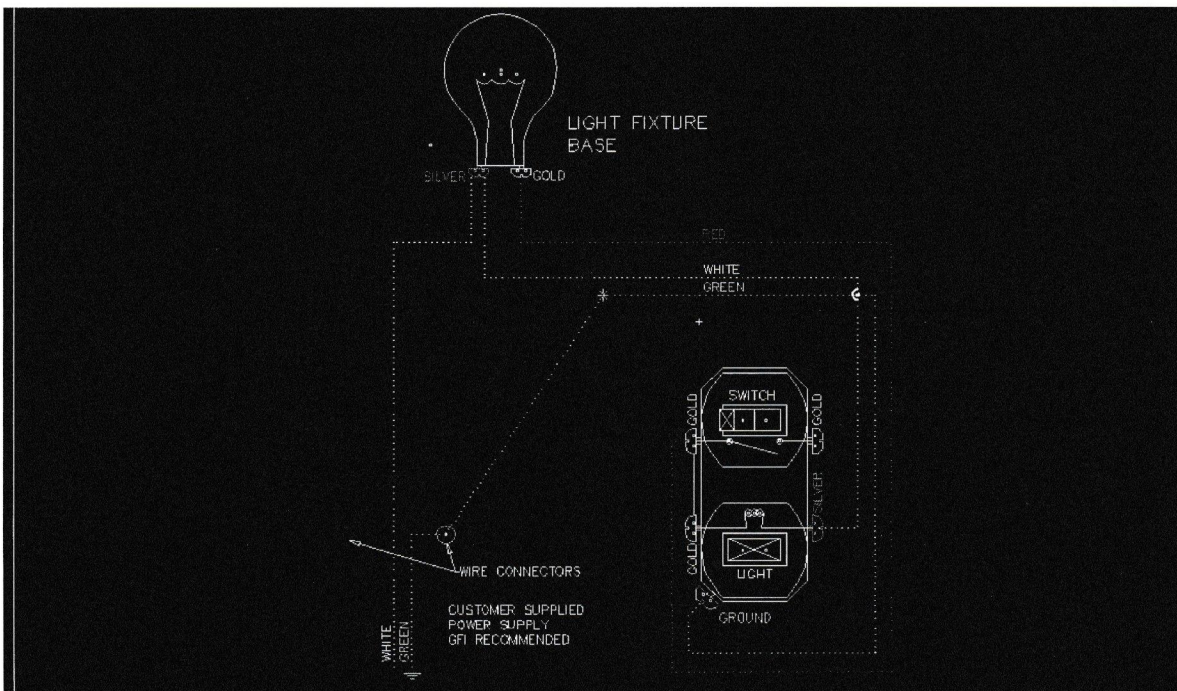 LIGHT FIXTURE
BASE
SILVER
GOLD
RED
WHITE
GREEN
SWITCH
GOLD
GOLD
SILVER
GOLD
LIGHT
GROUND
WIRE CONNECTORS
CUSTOMER SUPPLIED
POWER SUPPLY
GFI RECOMMENDED
WHITE
GREEN